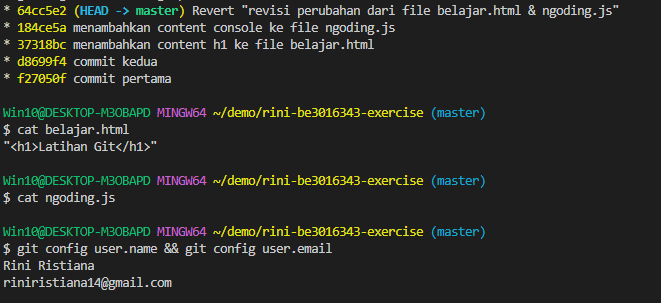 * 64cc5e2 (HEAD -> master) Revert "revisi perubahan dari file belajar.html & ngoding.js"
* 184ce5a menambahkan content console ke file ngoding.js
* 37318bc menambahkan content h1 ke file belajar.html
* d8699f4 commit kedua
* f27050f commit pertama
Win10@DESKTOP-M3OBAPD MINGW64 ~/demo/rini-be3016343-exercise (master)
$ cat belajar.html
"<h1>Latihan Git</h1>"
Win10@DESKTOP-M3OBAPD MINGW64 ~/demo/rini-be3016343-exercise (master)
$ cat ngoding.js
Win10@DESKTOP-M3OBAPD MINGW64 ~/demo/rini-be3016343-exercise (master)
$ git config user.name && git config user.email
Rini Ristiana
riniristiana14@gmail.com